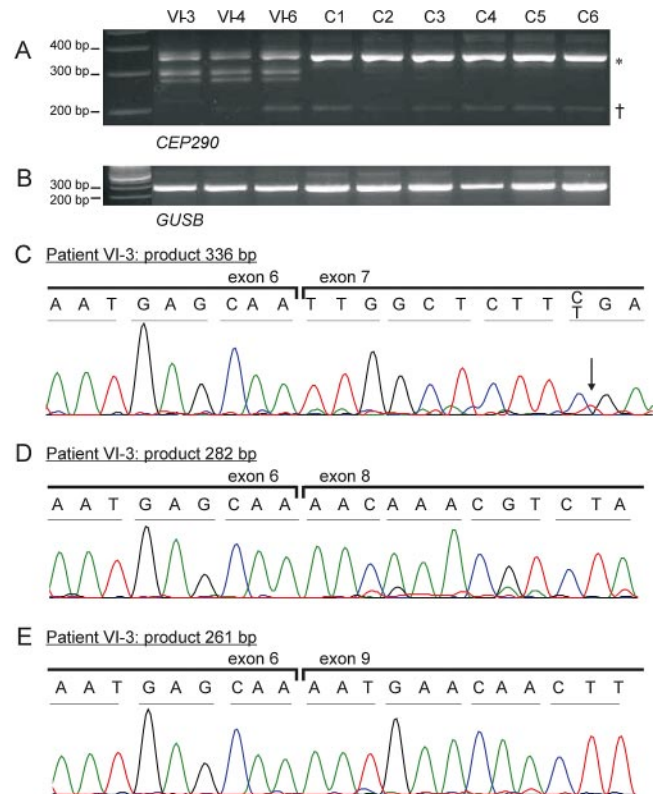 VI-3 VI-4 VI-6 C1 C2 C3 C4 C5 C6
A
400 bp
300 bp
200 bp
*
†
CEP290
B
300 bp
200 bp
GUSB
C Patient VI-3: product 336 bp
exon 6 exon 7
A A T G A G C A A T T G G C T C T T C G A
T
D Patient VI-3: product 282 bp
exon 6 exon 8
A A T G A G C A A A A C A A A C G T C T A
E Patient VI-3: product 261 bp
exon 6 exon 9
A A T G A G C A A A A T G A A C A A C T T